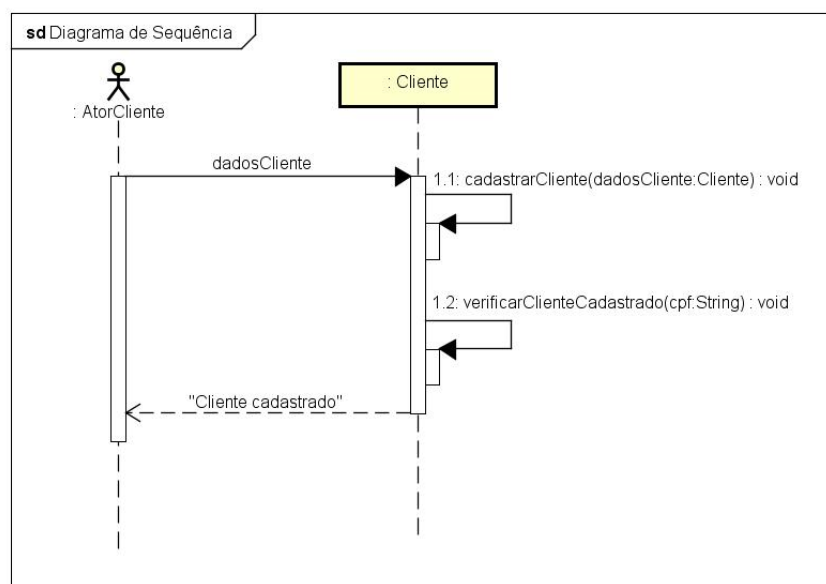 sd Diagrama de Sequência
: AtorCliente
: Cliente
dadosCliente
1.1: cadastrarCliente(dadosCliente:Cliente) : void
1.2: verificarClienteCadastrado(cpf:String) : void
"Cliente cadastrado"